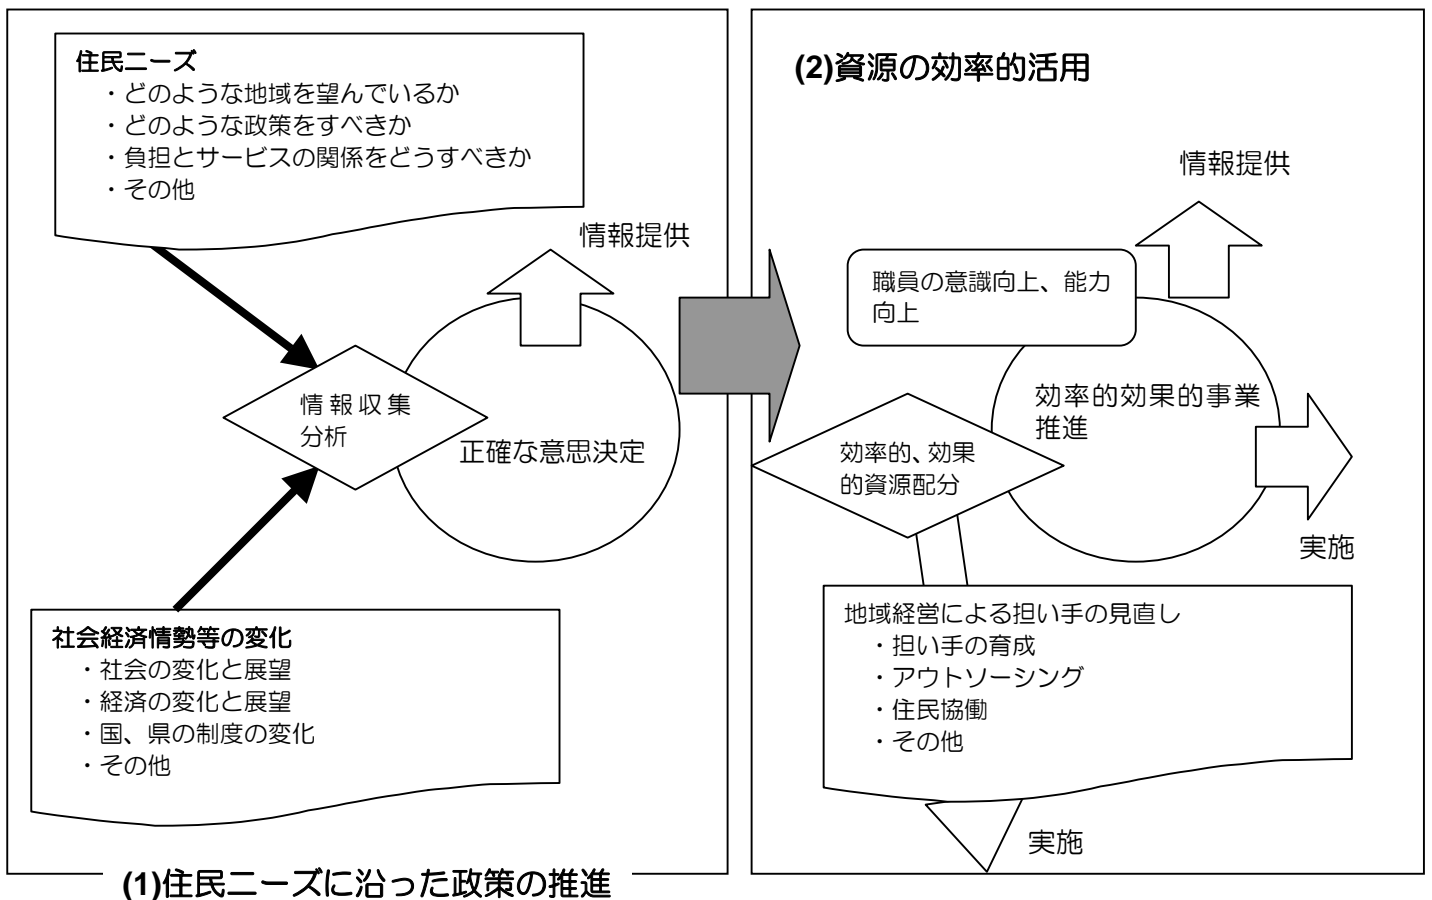 住民ニーズ
・どのような地域を望んでいるか
・どのような政策をすべきか
・負担とサービスの関係をどうすべきか
・その他
情報提供
情報収集
分析
正確な意思決定
社会経済情勢等の変化
・社会の変化と展望
・経済の変化と展望
・国、県の制度の変化
・その他
(1)住民ニーズに沿った政策の推進
(2)資源の効率的活用
情報提供
職員の意識向上、能力
向上
効率的効果的事業
推進
効率的、効果
的資源配分
実施
地域経営による担い手の見直し
・担い手の育成
・アウトソーシング
・住民協働
・その他
実施